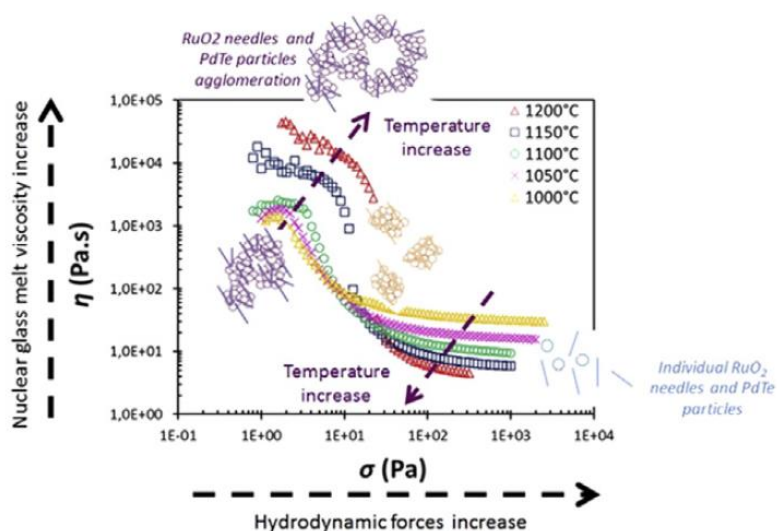 RuO2 needles and
PdTe particles
agglomeration
Nuclear glass melt viscosity increase
η (Pa.s)
1,0E+05
1,0E+04
1,0E+03
1,0E+02
1,0E+01
1,0E+00
Temperature
increase
1200°C
1150°C
1100°C
1050°C
1000°C
Temperature
increase
Individual RuO₂
needles and PdTe
particles
1E-01 1E+00 1E+01 1E+02 1E+03 1E+04
σ (Pa)
Hydrodynamic forces increase